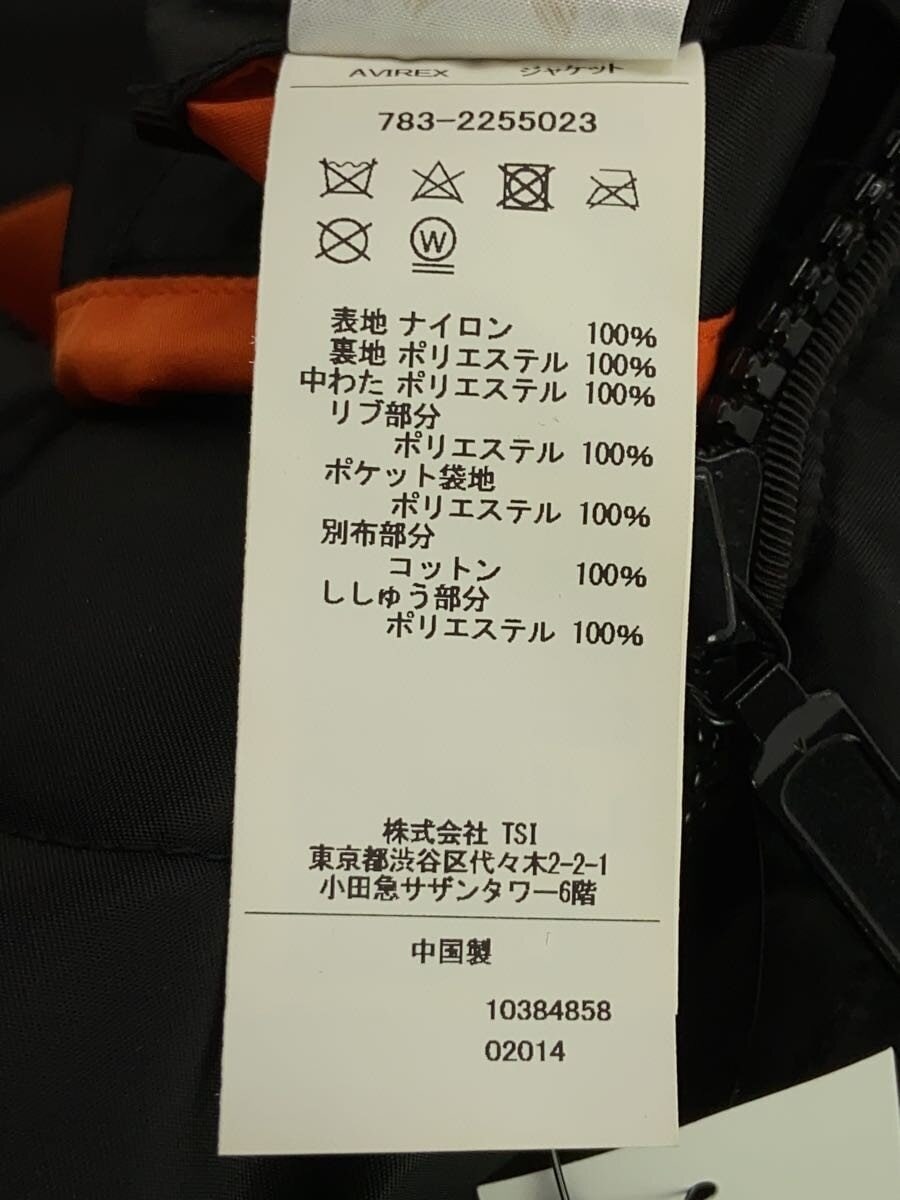 AVIREX ジャケット
783-2255023
W
表地 ナイロン 100%
裏地 ポリエステル 100%
中わた ポリエステル 100%
リブ部分
ポリエステル 100%
ポケット袋地
ポリエステル 100%
別布部分
コットン 100%
ししゅう部分
ポリエステル 100%
株式会社 TSI
東京都渋谷区代々木2-2-1
小田急サザンタワー6階
中国製
10384858
02014